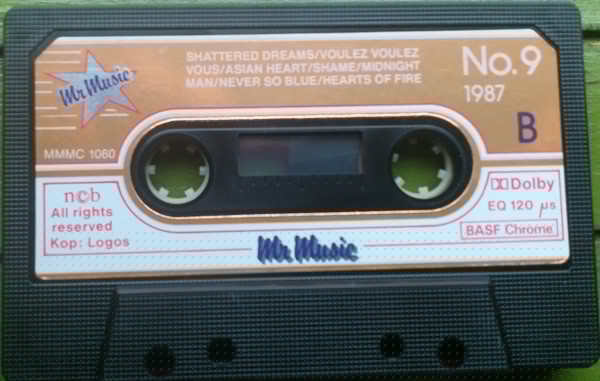 Mr Music
SHATTERED DREAMS/VOULEZ VOULEZ
VOUS/ASIAN HEART/SHAME/MIDNIGHT
MAN/NEVER SO BLUE/HEARTS OF FIRE
No. 9
1987
B
MMMC 1060
ncb
All rights
reserved
Kop: Logos
Dolby
EQ 120 µs
BASF Chrome
Mr Music